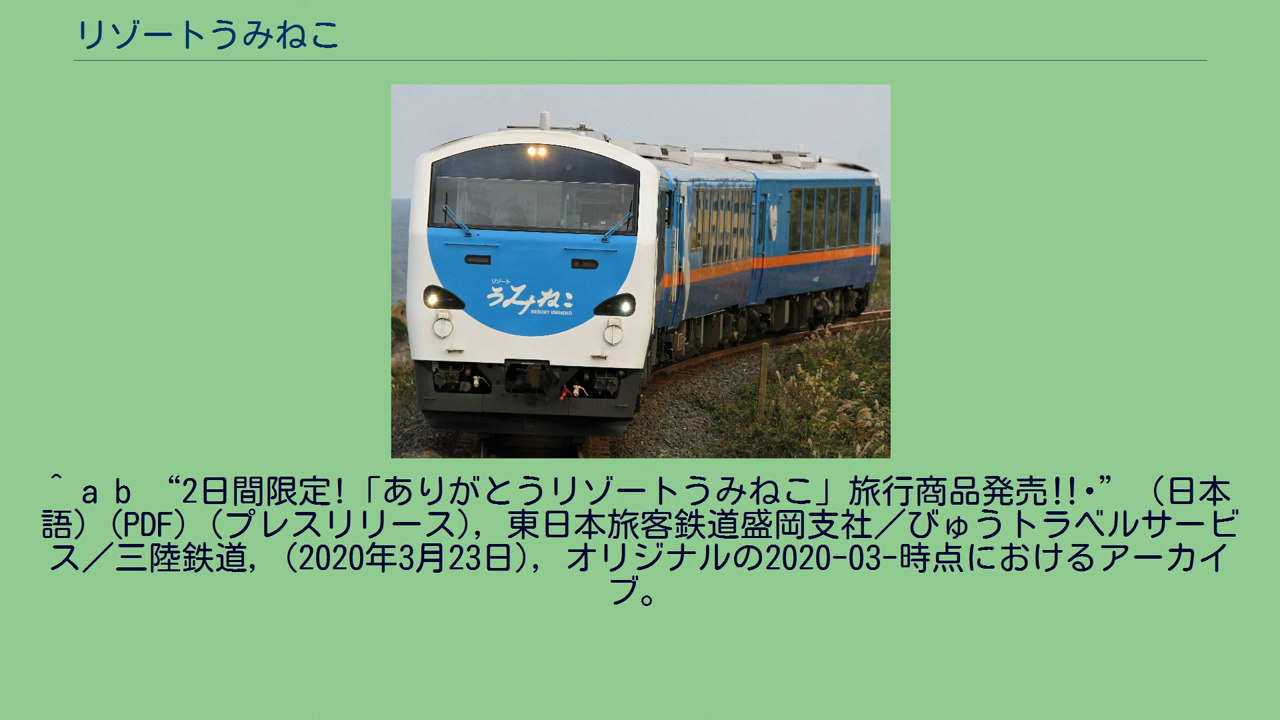 リゾートうみねこ
リゾート
うみねこ
RESORT UMINEKO
^ a b “2日間限定!「ありがとうリゾートうみねこ」旅行商品発売!!・” (日本
語) (PDF) (プレスリリース), 東日本旅客鉄道盛岡支社／びゅうトラベルサービ
ス／三陸鉄道, (2020年3月23日), オリジナルの2020-03-時点におけるアーカイ
ブ。